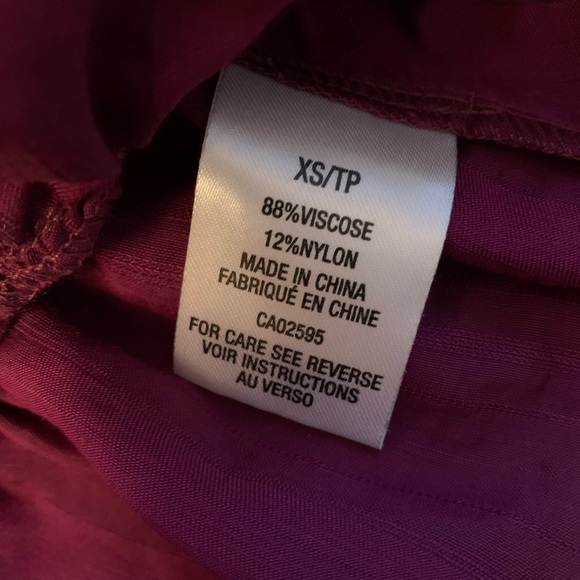 XS/TP
88%VISCOSE
12%NYLON
MADE IN CHINA
FABRIQUÉ EN CHINE
CA02595
FOR CARE SEE REVERSE
VOIR INSTRUCTIONS
AU VERSO